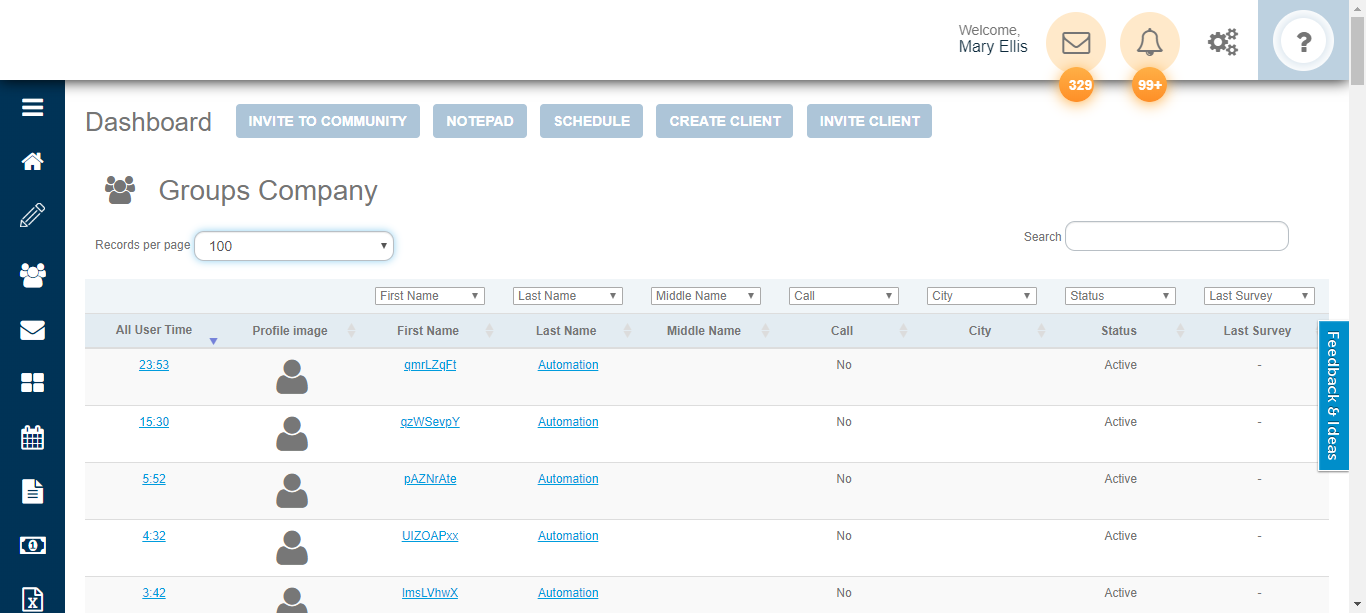 Welcome,
Mary Ellis
?
329
99+
Dashboard
INVITE TO COMMUNITY
NOTEPAD
SCHEDULE
CREATE CLIENT
INVITE CLIENT
Groups Company
Records per page 100
Search
First Name Last Name Middle Name Call City Status Last Survey
All User Time Profile image First Name Last Name Middle Name Call City Status Last Survey
23:53 qmrLZqFt Automation No Active -
15:30 qzWSevpY Automation No Active -
5:52 pAZNrAte Automation No Active -
4:32 UIZOAPxx Automation No Active -
3:42 lmsLVhwX Automation No Active -
Feedback & Ideas